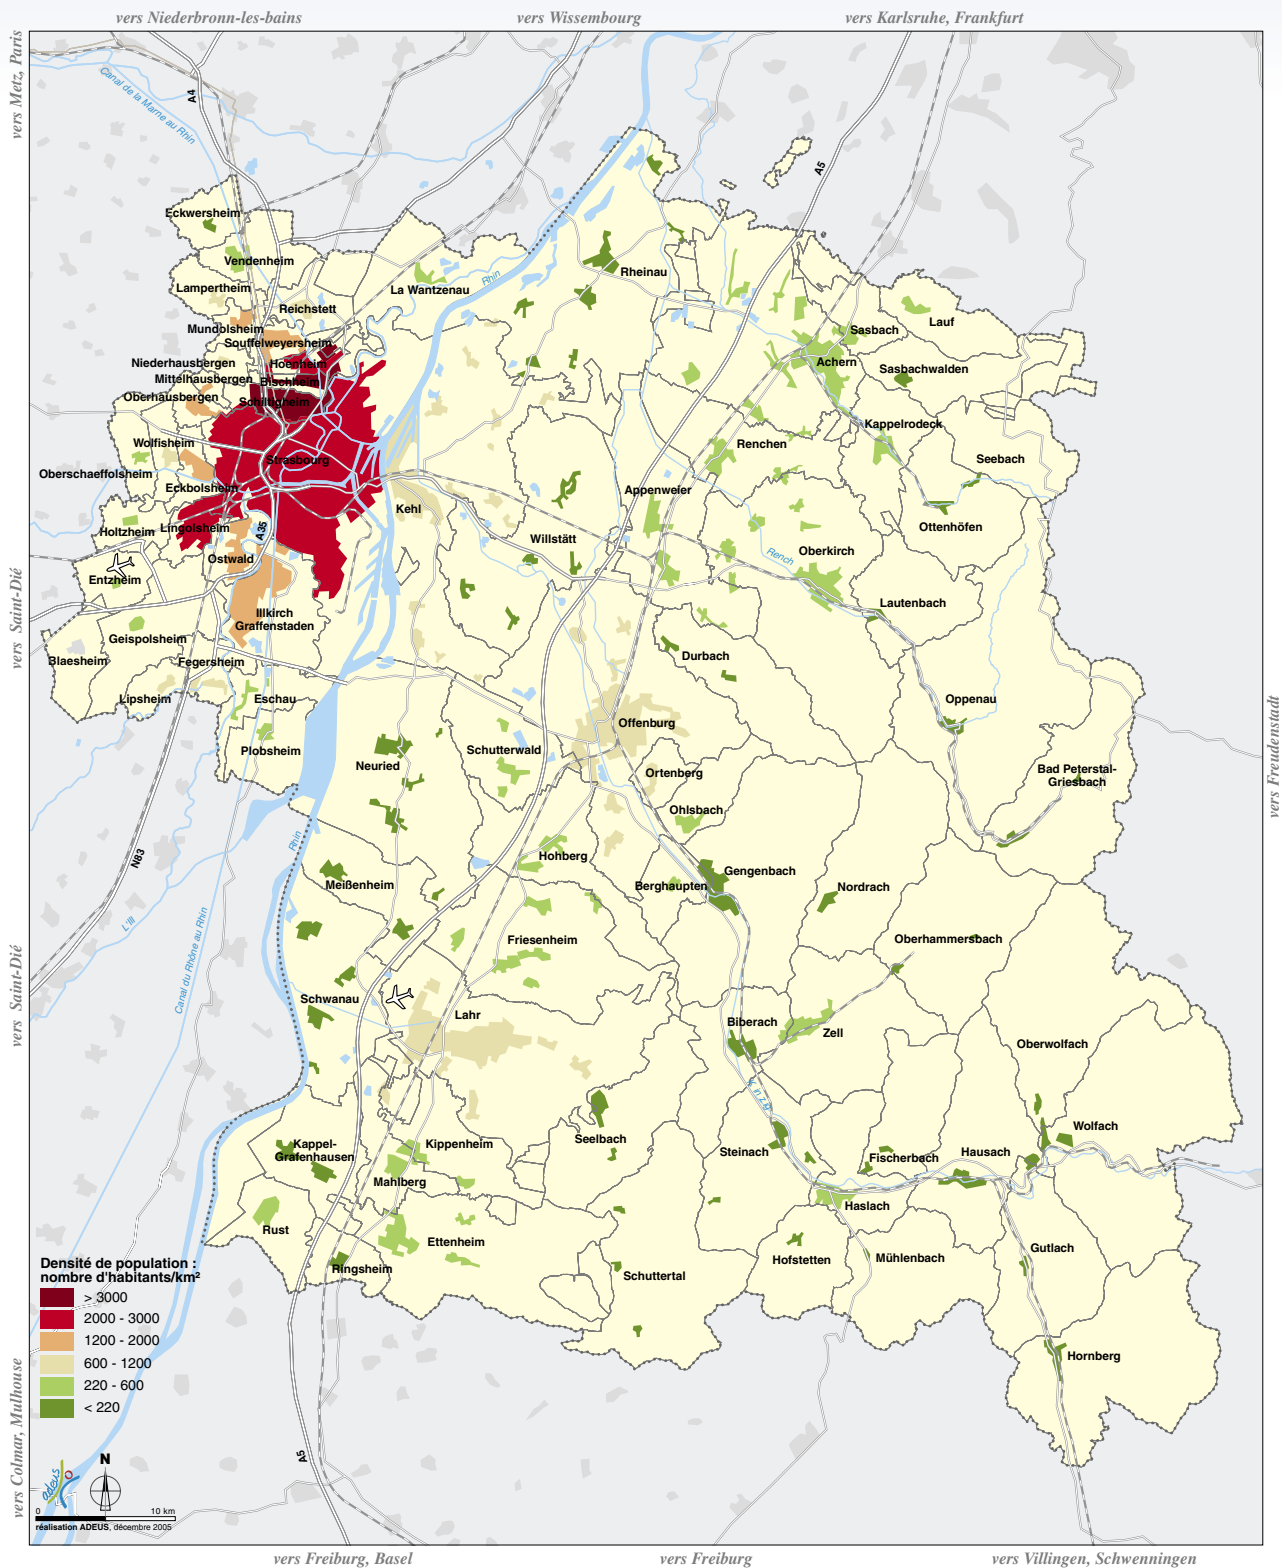 vers Niederbronn-les-bains
vers Wissembourg
vers Karlsruhe, Frankfurt
vers Metz, Paris
Canal de la Marne au Rhin
A4
A5
Eckwersheim
Vendenheim
Lampertheim
Reichstett
La Wantzenau
Rhin
Rheinau
Mundolsheim
Souffelweyersheim
Niederhausbergen
Hoenheim
Mittelhausbergen
Bischheim
Oberhausbergen
Schiltigheim
Sasbach
Lauf
Achern
Sasbachwalden
Kappelrodeck
Wolfisheim
Renchen
Strasbourg
Seebach
Oberschaeffolsheim
Eckbolsheim
Appenweier
Kehl
Holtzheim
Lingolsheim
A35
Ottenhöfen
Willstätt
Ostwald
Rench
Oberkirch
Entzheim
Lautenbach
vers Saint-Dié
Illkirch
Graffenstaden
Geispolsheim
Blaesheim
Fegersheim
Durbach
Lipsheim
Eschau
Oppenau
Offenburg
Plobsheim
Schutterwald
Neuried
Ortenberg
Bad Peterstal-
Griesbach
vers Freudenstadt
Ohlsbach
Rhin
N83
Hohberg
Meißenheim
Berghaupten
Gengenbach
Nordrach
L'Ill
Canal du Rhône au Rhin
Friesenheim
Oberhammersbach
vers Saint-Dié
Schwanau
Lahr
Biberach
Zell
Oberwolfach
Kinzig
Kappel-
Grafenhausen
Kippenheim
Seelbach
Steinach
Fischerbach
Hausach
Wolfach
Mahlberg
Haslach
Rust
Ettenheim
Hofstetten
Mühlenbach
Gutlach
Ringsheim
Schuttertal
Hornberg
Densité de population :
nombre d'habitants/km²
> 3000
2000 - 3000
1200 - 2000
600 - 1200
220 - 600
< 220
vers Colmar, Mulhouse
A5
adeus
N
0 10 km
réalisation ADEUS, décembre 2005
vers Freiburg, Basel
vers Freiburg
vers Villingen, Schwenningen